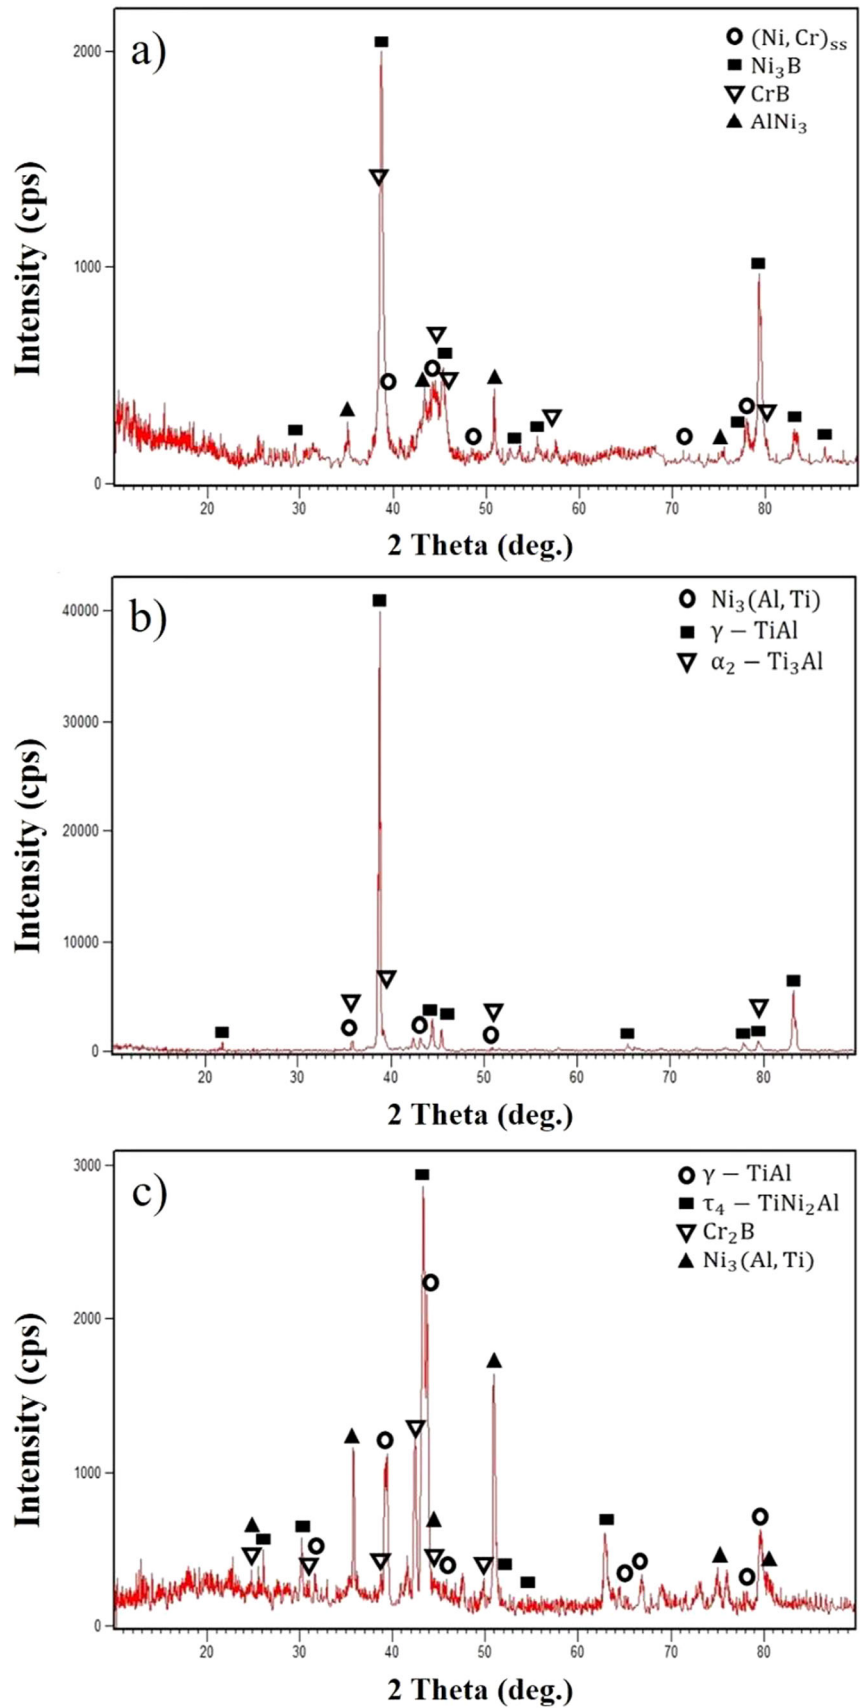 a)
(Ni, Cr)ss
Ni3B
CrB
AlNi3
2000
1000
0
Intensity (cps)
20 30 40 50 60 70 80
2 Theta (deg.)
b)
Ni3(Al, Ti)
γ − TiAl
α2 − Ti3Al
40000
30000
20000
10000
0
Intensity (cps)
20 30 40 50 60 70 80
2 Theta (deg.)
c)
γ − TiAl
τ4 − TiNi2Al
Cr2B
Ni3(Al, Ti)
3000
2000
1000
0
Intensity (cps)
20 30 40 50 60 70 80
2 Theta (deg.)